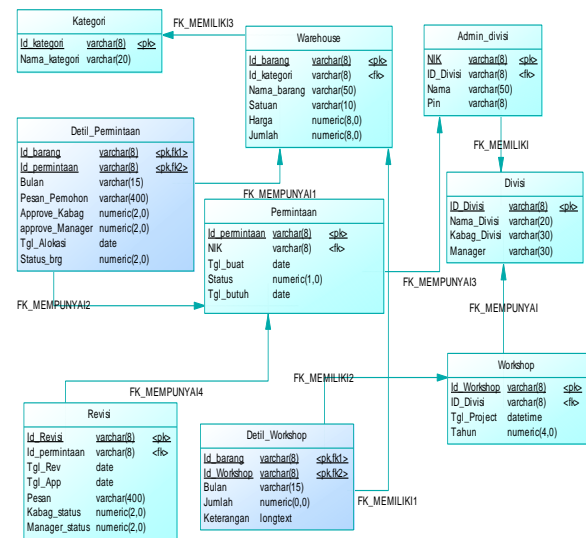 Kategori
Id_kategori varchar(8) <pk>
Nama_kategori varchar(20)
FK_MEMILIKI3
Warehouse
Id_barang varchar(8) <pk>
Id_kategori varchar(8) <fk>
Nama_barang varchar(50)
Satuan varchar(10)
Harga numeric(8,0)
Jumlah numeric(8,0)
Admin_divisi
NIK varchar(8) <pk>
ID_Divisi varchar(8) <fk>
Nama varchar(50)
Pin varchar(8)
FK_MEMILIKI
Detil_Permintaan
Id_barang varchar(8) <pk,fk1>
Id_permintaan varchar(8) <pk,fk2>
Bulan varchar(15)
Pesan_Pemohon varchar(400)
Approve_Kabag numeric(2,0)
approve_Manager numeric(2,0)
Tgl_Alokasi date
Status_brg numeric(2,0)
FK_MEMPUNYAI1
Divisi
ID_Divisi varchar(8) <pk>
Nama_Divisi varchar(20)
Kabag_Divisi varchar(30)
Manager varchar(30)
Permintaan
Id_permintaan varchar(8) <pk>
NIK varchar(8) <fk>
Tgl_buat date
Status numeric(1,0)
Tgl_butuh date
FK_MEMPUNYAI3
FK_MEMPUNYAI2
FK_MEMPUNYAI
FK_MEMPUNYAI4
FK_MEMILIKI2
Workshop
Id_Workshop varchar(8) <pk>
ID_Divisi varchar(8) <fk>
Tgl_Project datetime
Tahun numeric(4,0)
Revisi
Id_Revisi varchar(8) <pk>
Id_permintaan varchar(8) <fk>
Tgl_Rev date
Tgl_App date
Pesan varchar(400)
Kabag_status numeric(2,0)
Manager_status numeric(2,0)
Detil_Workshop
Id_barang varchar(8) <pk,fk1>
Id_Workshop varchar(8) <pk,fk2>
Bulan varchar(15)
Jumlah numeric(0,0)
Keterangan longtext
FK_MEMILIKI1